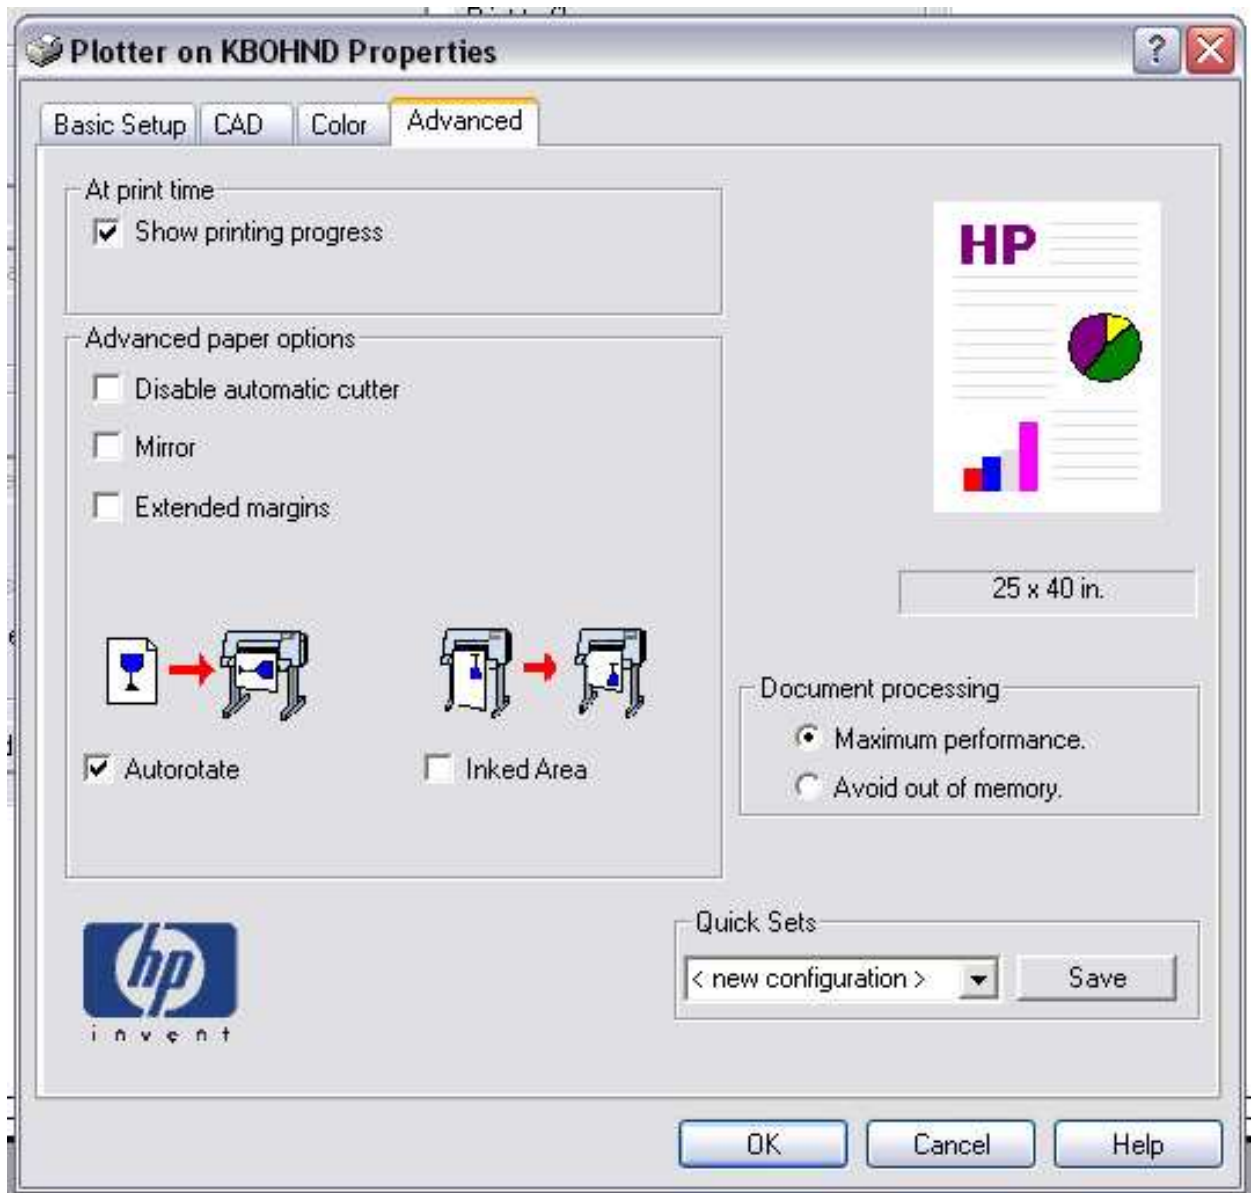 Plotter on KBOHND Properties
Basic Setup CAD Color Advanced
At print time
Show printing progress
HP
Advanced paper options
Disable automatic cutter
Mirror
Extended margins
25 x 40 in.
Document processing
Maximum performance.
Avoid out of memory.
Autorotate
Inked Area
Quick Sets
< new configuration >
Save
hp
invent
OK
Cancel
Help